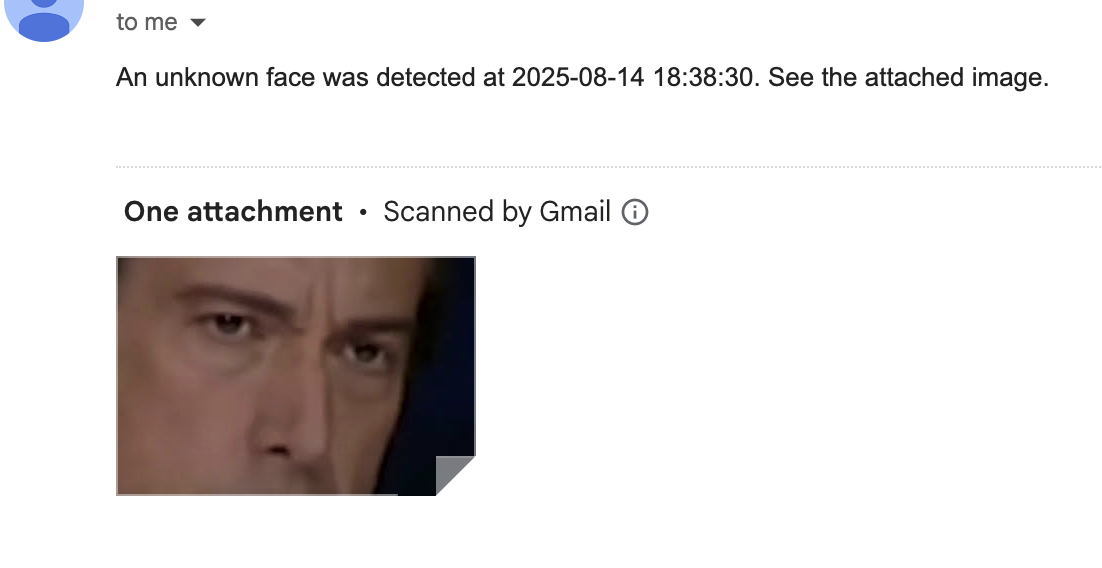 to me
An unknown face was detected at 2025-08-14 18:38:30. See the attached image.
One attachment • Scanned by Gmail